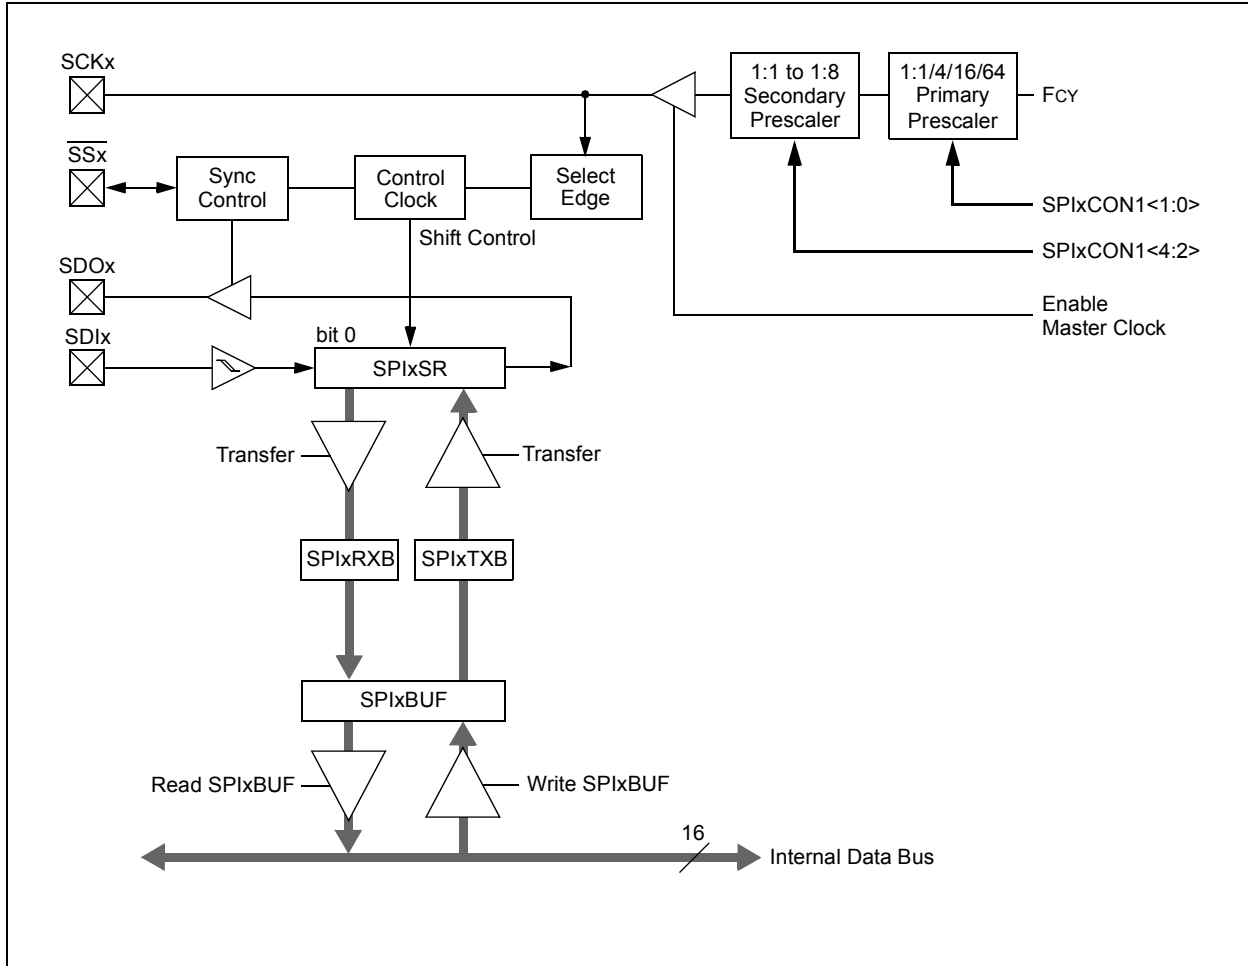 SCKx
1:1 to 1:8
Secondary
Prescaler
1:1/4/16/64
Primary
Prescaler
FCY
SSx
Sync
Control
Control
Clock
Select
Edge
SPIxCON1<1:0>
Shift Control
SPIxCON1<4:2>
SDOx
Enable
Master Clock
SDIx
bit 0
SPIxSR
Transfer
Transfer
SPIxRXB
SPIxTXB
SPIxBUF
Read SPIxBUF
Write SPIxBUF
16
Internal Data Bus